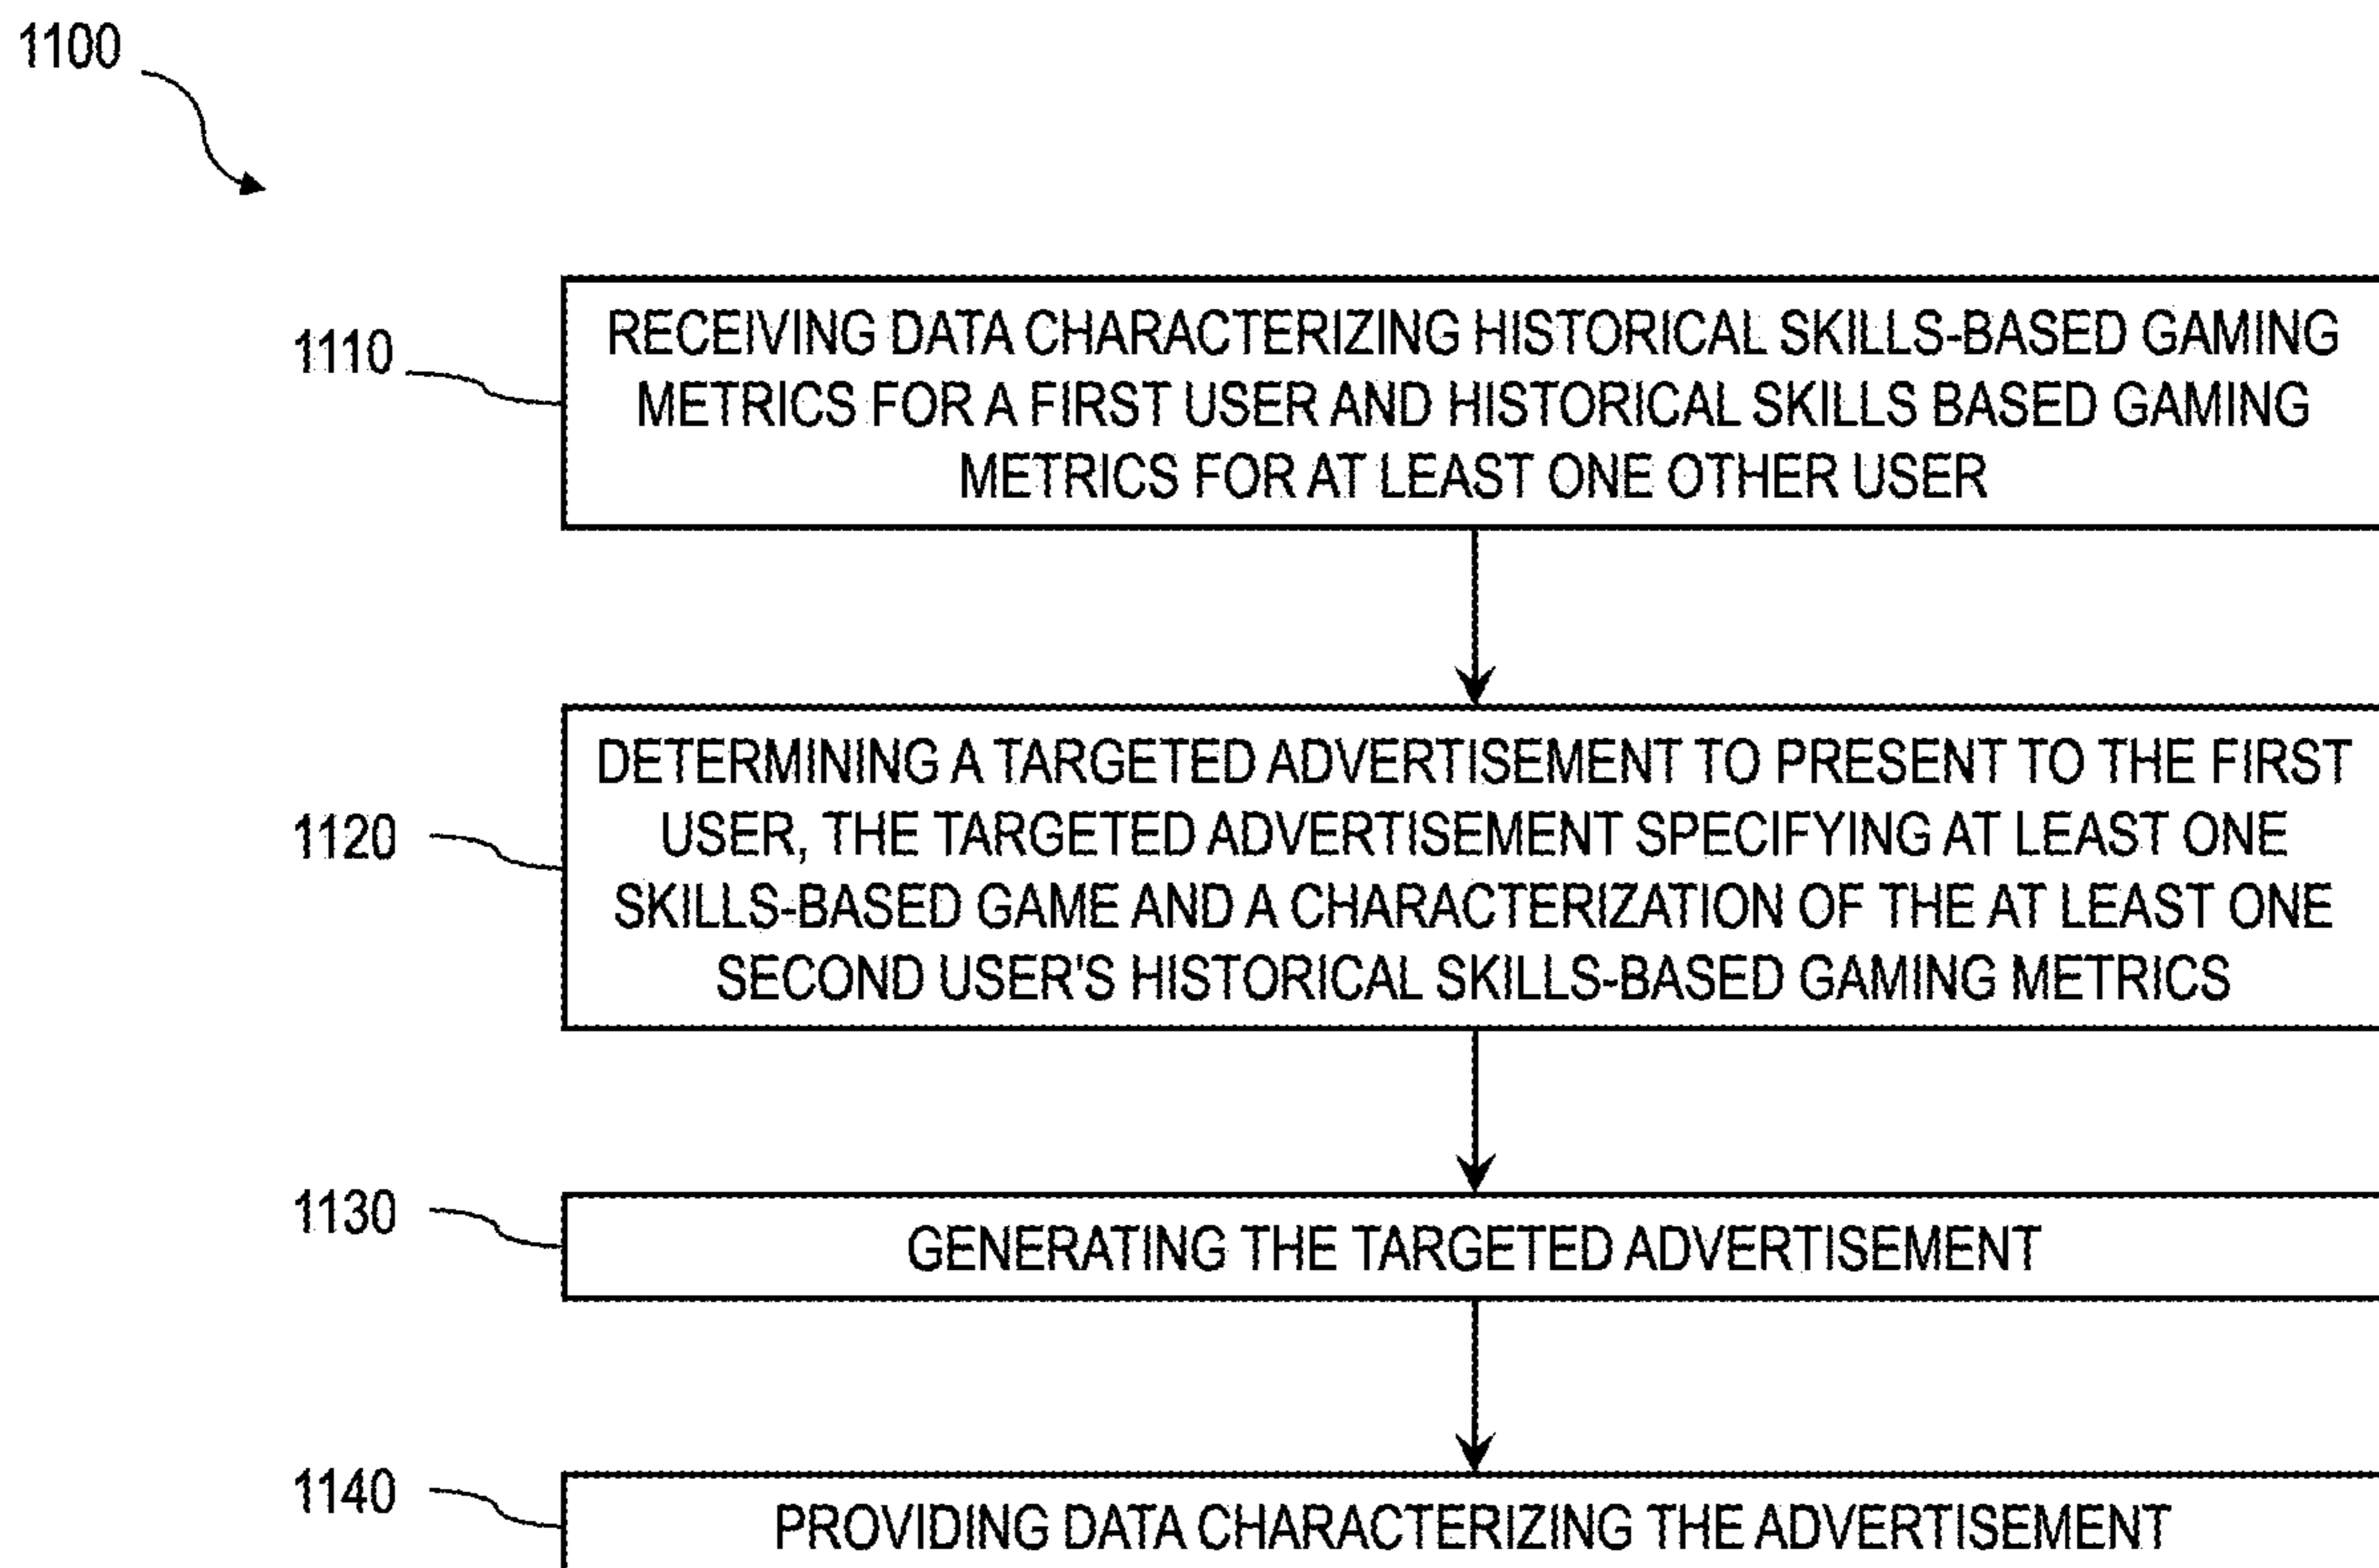 1100
1110
RECEIVING DATA CHARACTERIZING HISTORICAL SKILLS-BASED GAMING
METRICS FOR A FIRST USER AND HISTORICAL SKILLS BASED GAMING
METRICS FOR AT LEAST ONE OTHER USER
1120
DETERMINING A TARGETED ADVERTISEMENT TO PRESENT TO THE FIRST
USER, THE TARGETED ADVERTISEMENT SPECIFYING AT LEAST ONE
SKILLS-BASED GAME AND A CHARACTERIZATION OF THE AT LEAST ONE
SECOND USER'S HISTORICAL SKILLS-BASED GAMING METRICS
1130
GENERATING THE TARGETED ADVERTISEMENT
1140
PROVIDING DATA CHARACTERIZING THE ADVERTISEMENT